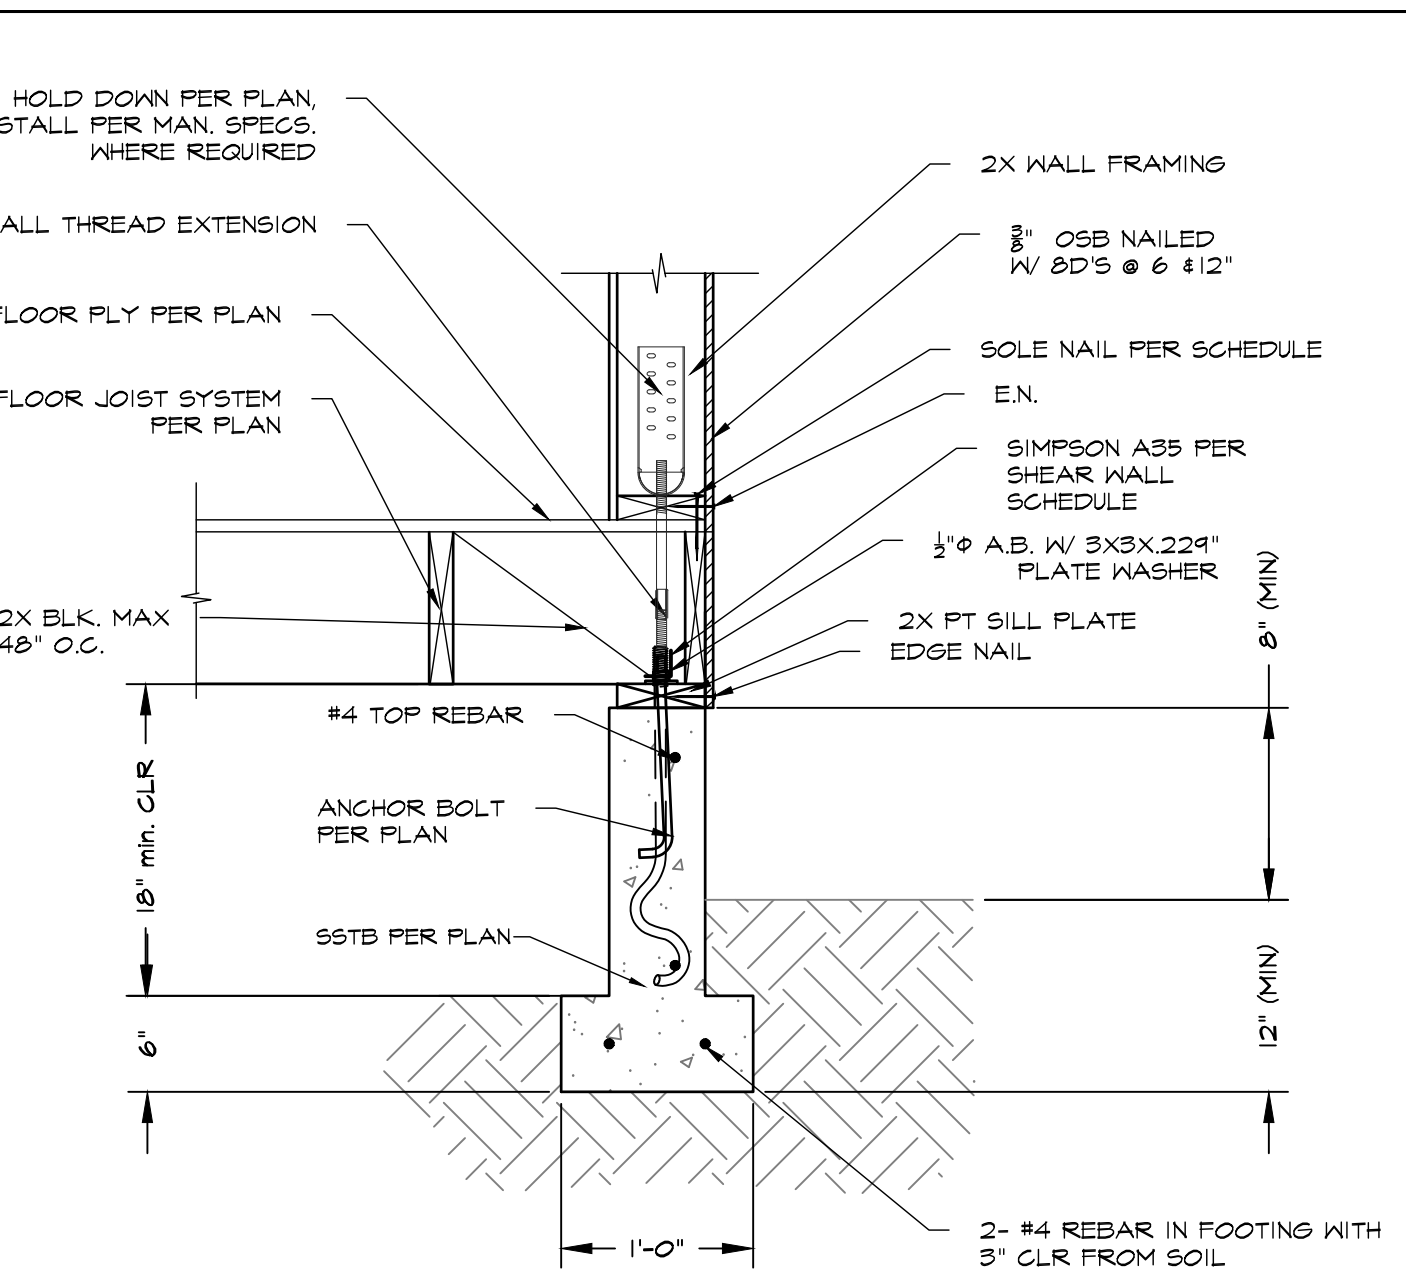 HOLD DOWN PER PLAN,
STALL PER MAN. SPECS.
WHERE REQUIRED
ALL THREAD EXTENSION
FLOOR PLY PER PLAN
FLOOR JOIST SYSTEM
PER PLAN
2X BLK. MAX
48" O.C.
2X WALL FRAMING
3/8" OSB NAILED
W/ 8D'S @ 6 & 12"
SOLE NAIL PER SCHEDULE
E.N.
SIMPSON A35 PER
SHEAR WALL
SCHEDULE
1/2"Φ A.B. W/ 3X3X.229"
PLATE WASHER
2X PT SILL PLATE
EDGE NAIL
8" (MIN)
#4 TOP REBAR
18" min. CLR
ANCHOR BOLT
PER PLAN
SSTB PER PLAN
6"
12" (MIN)
1'-0"
2- #4 REBAR IN FOOTING WITH
3" CLR FROM SOIL